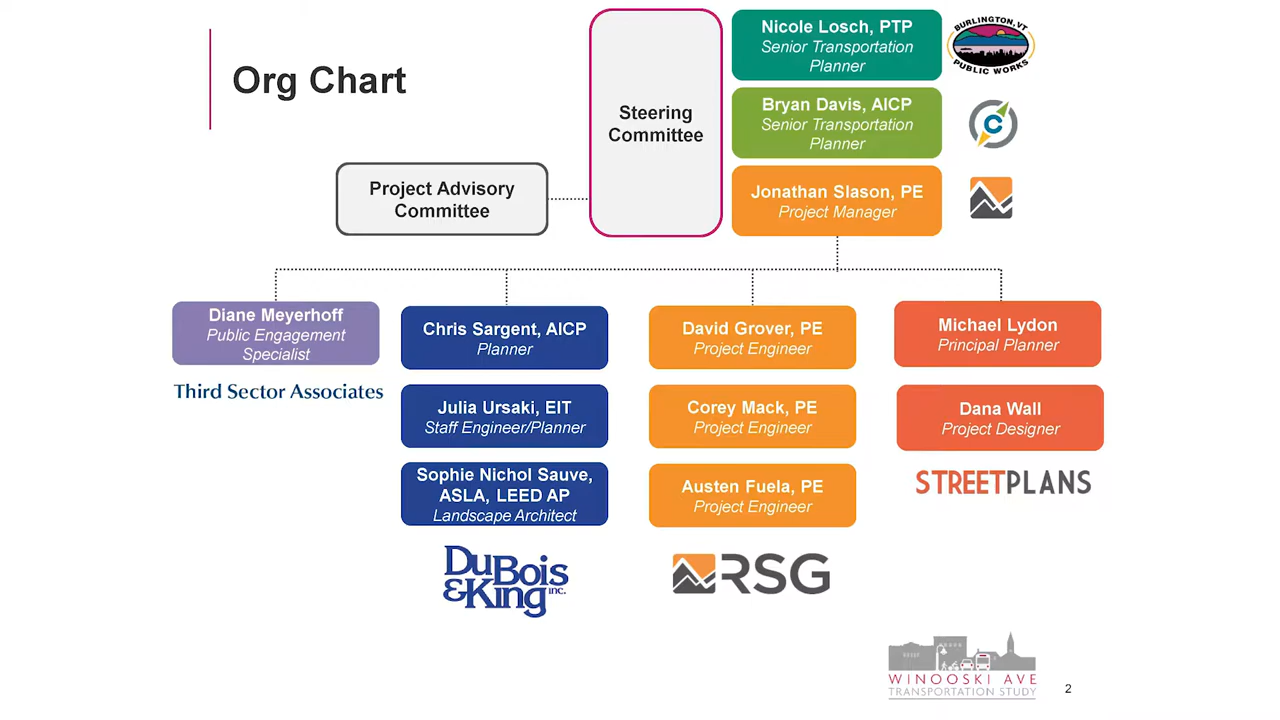 Org Chart
Steering
Committee
Project Advisory
Committee
Nicole Losch, PTP
Senior Transportation
Planner
BURLINGTON, VT
PUBLIC WORKS
Bryan Davis, AICP
Senior Transportation
Planner
C
Jonathan Slason, PE
Project Manager
Diane Meyerhoff
Public Engagement
Specialist
Third Sector Associates
Chris Sargent, AICP
Planner
Julia Ursaki, EIT
Staff Engineer/Planner
Sophie Nichol Sauve,
ASLA, LEED AP
Landscape Architect
DuBois
&King inc.
David Grover, PE
Project Engineer
Corey Mack, PE
Project Engineer
Austen Fuela, PE
Project Engineer
RSG
Michael Lydon
Principal Planner
Dana Wall
Project Designer
STREETPLANS
WINOOSKI AVE
TRANSPORTATION STUDY
2